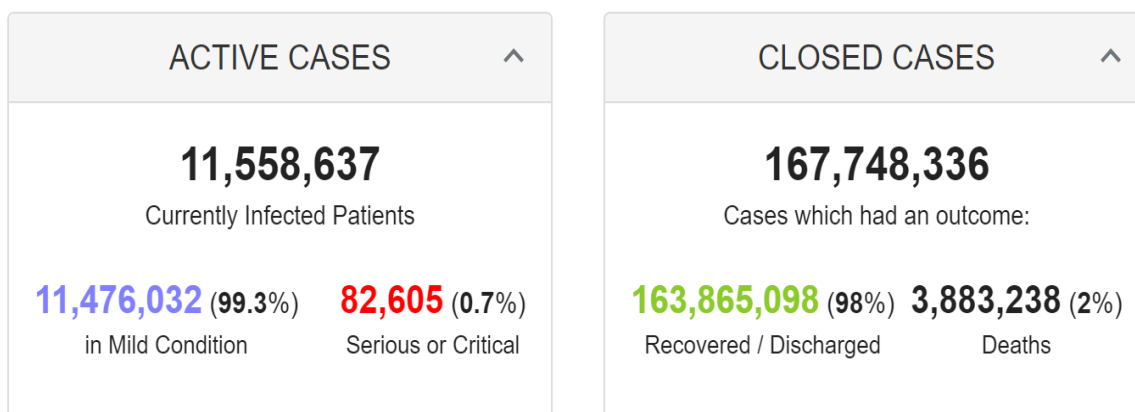 ACTIVE CASES
11,558,637
Currently Infected Patients
11,476,032 (99.3%)
in Mild Condition
82,605 (0.7%)
Serious or Critical
CLOSED CASES
167,748,336
Cases which had an outcome:
163,865,098 (98%)
Recovered / Discharged
3,883,238 (2%)
Deaths